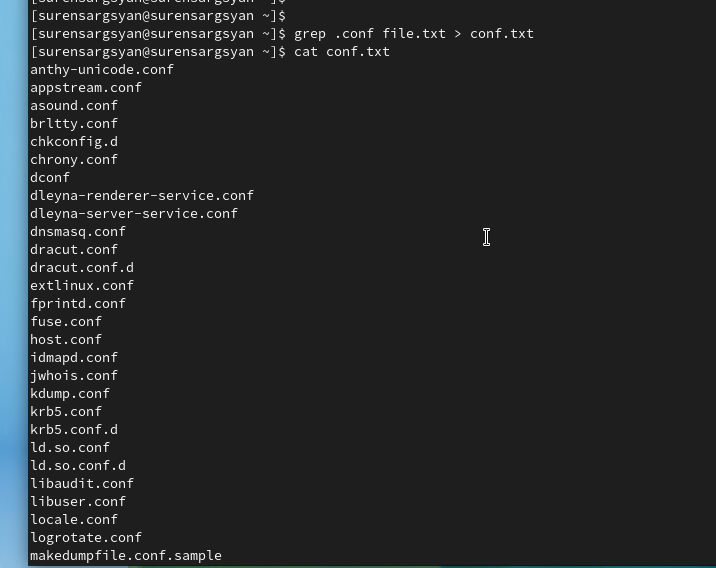 [surensargsyan@surensargsyan ~]$
[surensargsyan@surensargsyan ~]$
[surensargsyan@surensargsyan ~]$ grep .conf file.txt > conf.txt
[surensargsyan@surensargsyan ~]$ cat conf.txt
anthy-unicode.conf
appstream.conf
asound.conf
brltty.conf
chkconfig.d
chrony.conf
dconf
dleyna-renderer-service.conf
dleyna-server-service.conf
dnsmasq.conf
dracut.conf
dracut.conf.d
extlinux.conf
fprintd.conf
fuse.conf
host.conf
idmapd.conf
jwhois.conf
kdump.conf
krb5.conf
krb5.conf.d
ld.so.conf
ld.so.conf.d
libaudit.conf
libuser.conf
locale.conf
logrotate.conf
makedumpfile.conf.sample